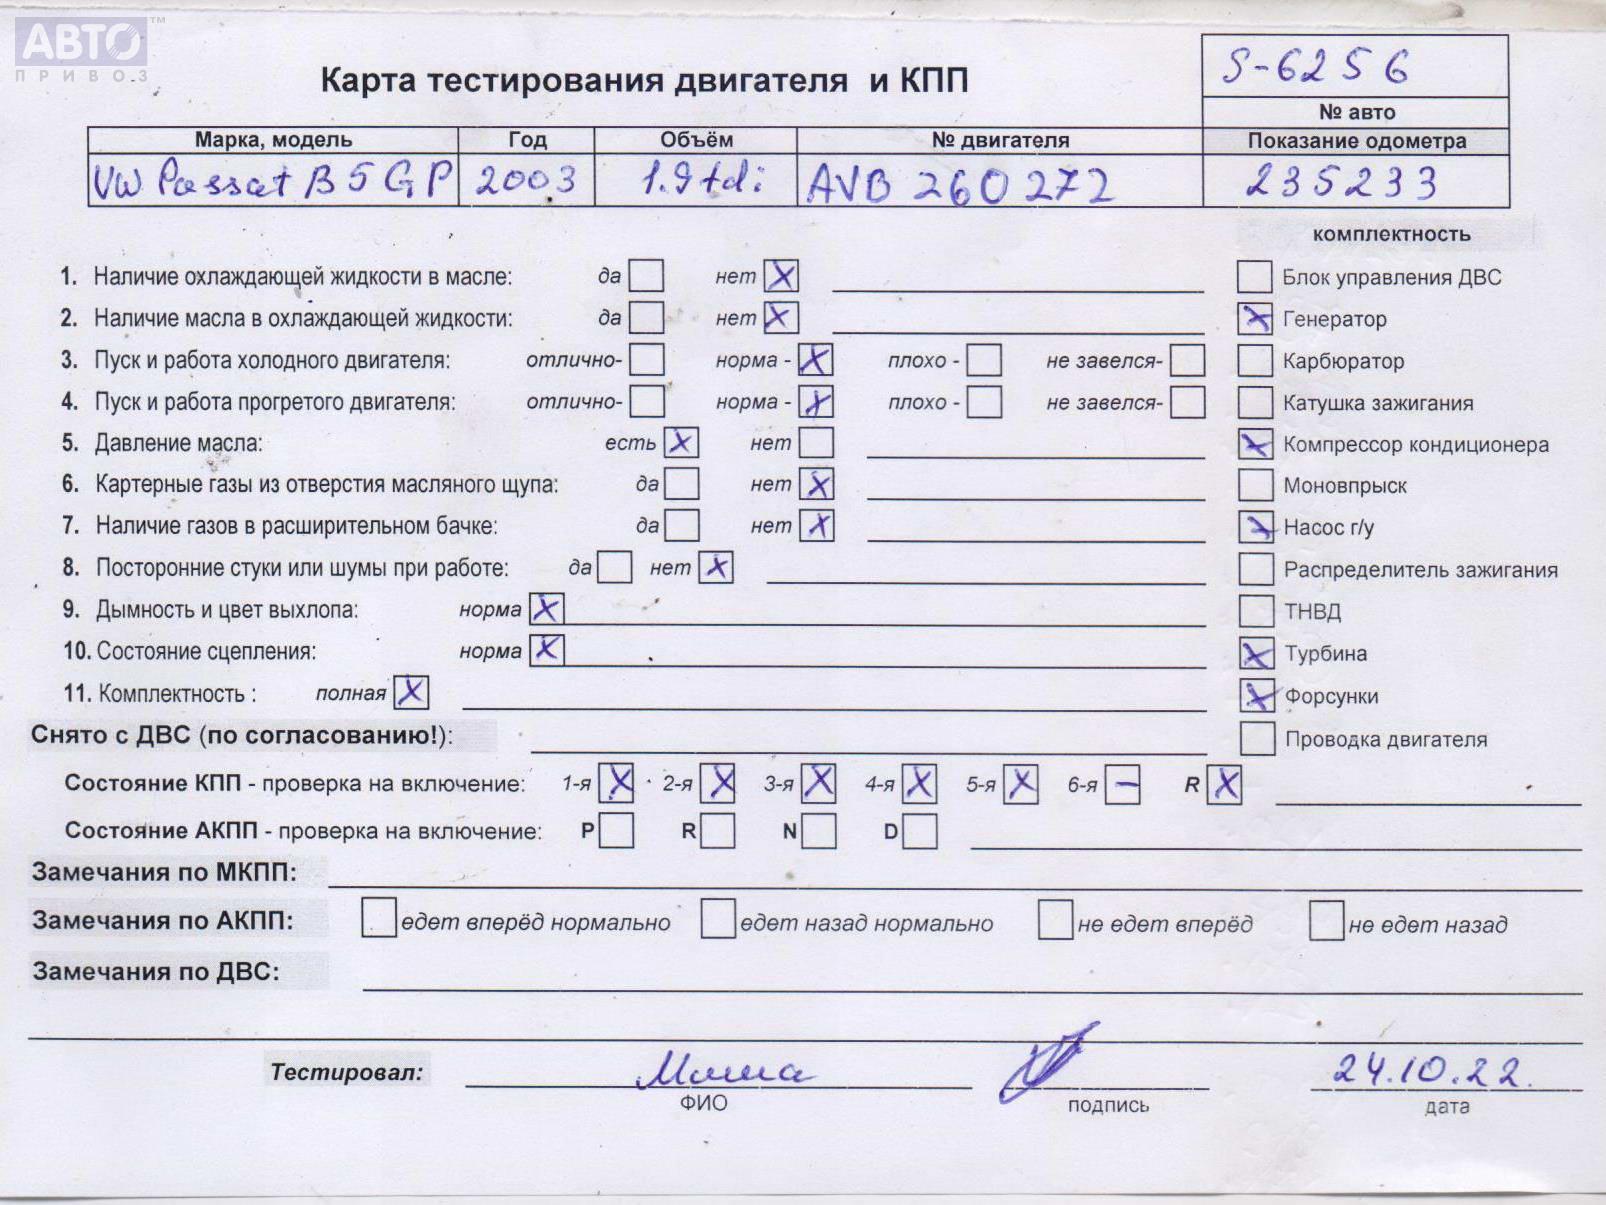 АВТО™
ПРИВОЗ
Карта тестирования двигателя и КПП
S-6256
№ авто
Марка, модель Год Объём № двигателя Показание одометра
VW Passat B5GP 2003 1.9 tdi AVB 260272 235233
комплектность
1. Наличие охлаждающей жидкости в масле: да нет X
Блок управления ДВС
2. Наличие масла в охлаждающей жидкости: да нет X
X Генератор
3. Пуск и работа холодного двигателя: отлично- норма - X плохо - не завелся-
Карбюратор
4. Пуск и работа прогретого двигателя: отлично- норма - X плохо - не завелся-
Катушка зажигания
5. Давление масла: есть X нет
X Компрессор кондиционера
6. Картерные газы из отверстия масляного щупа: да нет X
Моновпрыск
7. Наличие газов в расширительном бачке: да нет X
X Насос г/у
8. Посторонние стуки или шумы при работе: да нет X
Распределитель зажигания
9. Дымность и цвет выхлопа: норма X
ТНВД
10. Состояние сцепления: норма X
X Турбина
11. Комплектность : полная X
X Форсунки
Снято с ДВС (по согласованию!):
Проводка двигателя
Состояние КПП - проверка на включение: 1-я X 2-я X 3-я X 4-я X 5-я X 6-я – R X
Состояние АКПП - проверка на включение: P R N D
Замечания по МКПП:
Замечания по АКПП: едет вперёд нормально едет назад нормально не едет вперёд не едет назад
Замечания по ДВС:
Тестировал: Миша 24.10.22.
ФИО подпись дата